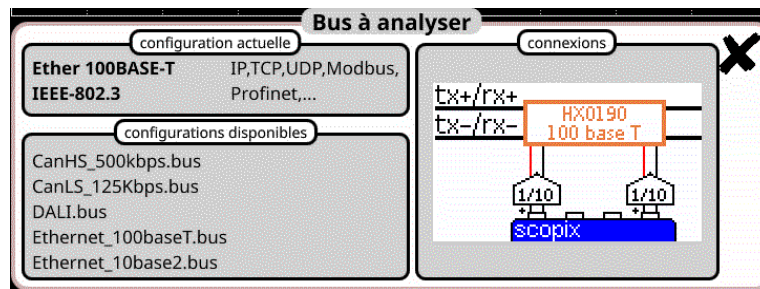 Bus à analyser
configuration actuelle
Ether 100BASE-T IP,TCP,UDP,Modbus,
IEEE-802.3 Profinet,...
configurations disponibles
CanHS_500kbps.bus
CanLS_125Kbps.bus
DALI.bus
Ethernet_100baseT.bus
Ethernet_10base2.bus
connexions
tx+/rx+
tx-/rx-
HX0190
100 base T
1/10 1/10
+ +
scopix